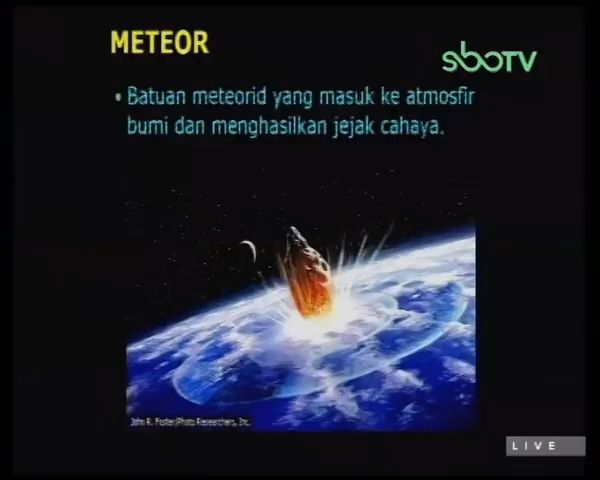 METEOR
sboTV
• Batuan meteorid yang masuk ke atmosfir
bumi dan menghasilkan jejak cahaya.
John R. Foster/Photo Researchers, Inc.
LIVE